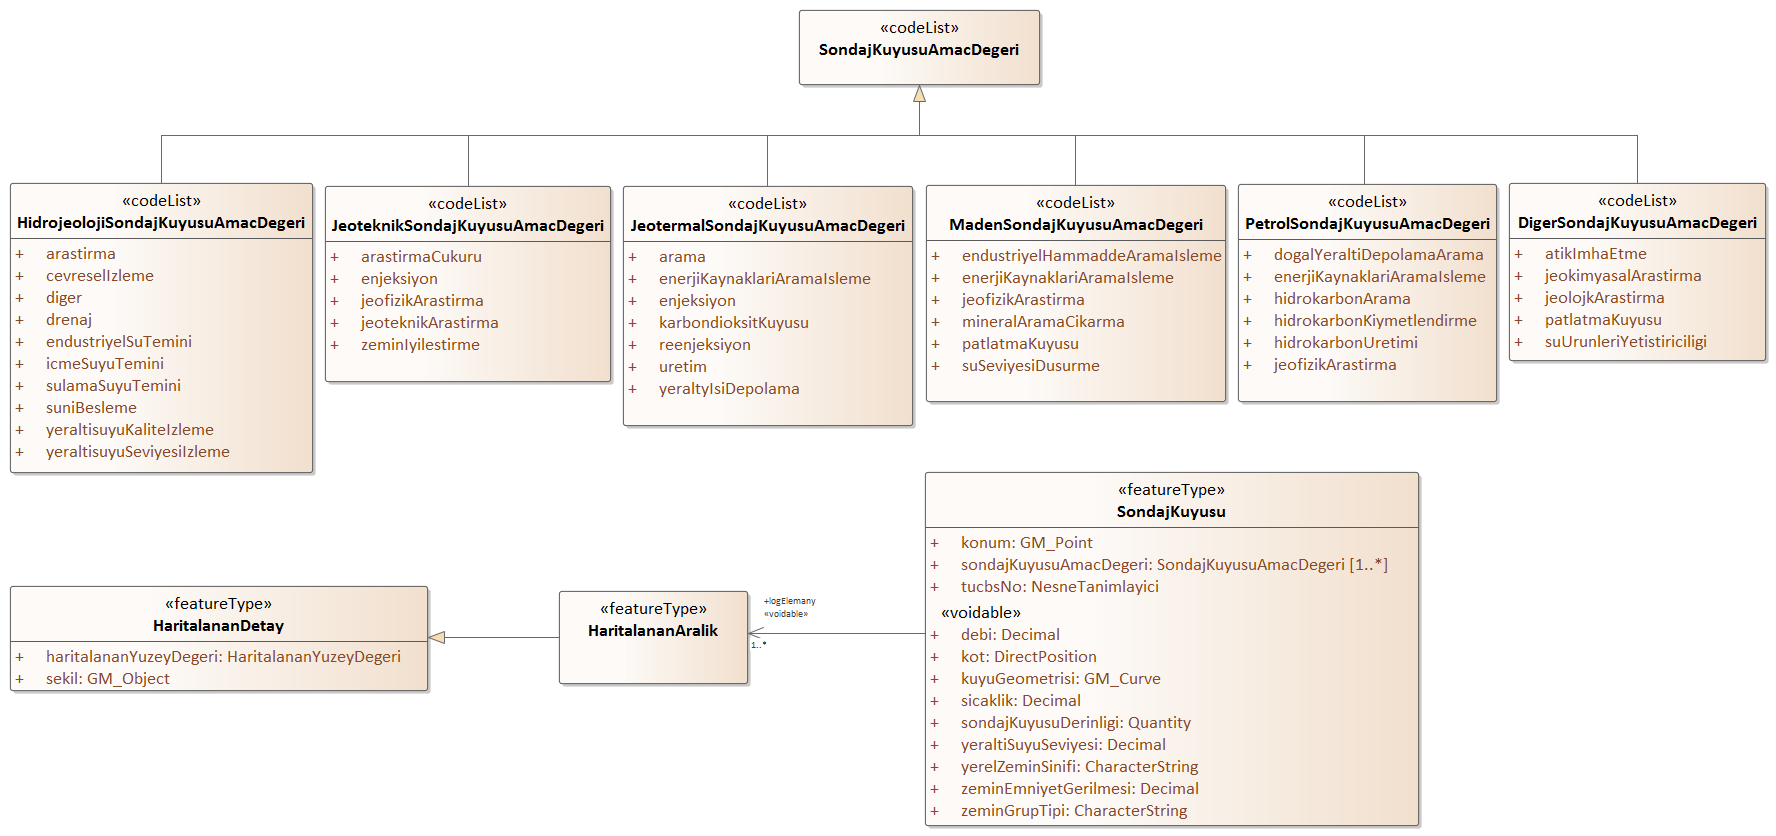 «codeList»
SondajKuyusuAmacDegeri
«codeList»
HidrojeolojiSondajKuyusuAmacDegeri
+ arastirma
+ cevreselIzleme
+ diger
+ drenaj
+ endustriyelSuTemini
+ icmeSuyuTemini
+ sulamaSuyuTemini
+ suniBesleme
+ yeraltisuyuKaliteIzleme
+ yeraltisuyuSeviyesiIzleme
«codeList»
JeoteknikSondajKuyusuAmacDegeri
+ arastirmaCukuru
+ enjeksiyon
+ jeofizikArastirma
+ jeoteknikArastirma
+ zeminIyilestirme
«codeList»
JeotermalSondajKuyusuAmacDegeri
+ arama
+ enerjiKaynaklariAramaIsleme
+ enjeksiyon
+ karbondioksitKuyusu
+ reenjeksiyon
+ uretim
+ yeraltyIsiDepolama
«codeList»
MadenSondajKuyusuAmacDegeri
+ endustriyelHammaddeAramaIsleme
+ enerjiKaynaklariAramaIsleme
+ jeofizikArastirma
+ mineralAramaCikarma
+ patlatmaKuyusu
+ suSeviyesiDusurme
«codeList»
PetrolSondajKuyusuAmacDegeri
+ dogalYeraltiDepolamaArama
+ enerjiKaynaklariAramaIsleme
+ hidrokarbonArama
+ hidrokarbonKiymetlendirme
+ hidrokarbonUretimi
+ jeofizikArastirma
«codeList»
DigerSondajKuyusuAmacDegeri
+ atikImhaEtme
+ jeokimyasalArastirma
+ jeolojkArastirma
+ patlatmaKuyusu
+ suUrunleriYetistiriciligi
«featureType»
HaritalananDetay
+ haritalananYuzeyDegeri: HaritalananYuzeyDegeri
+ sekil: GM_Object
«featureType»
HaritalananAralik
+logElemany
«voidable»
1..*
«featureType»
SondajKuyusu
+ konum: GM_Point
+ sondajKuyusuAmacDegeri: SondajKuyusuAmacDegeri [1..*]
+ tucbsNo: NesneTanimlayici
«voidable»
+ debi: Decimal
+ kot: DirectPosition
+ kuyuGeometrisi: GM_Curve
+ sicaklik: Decimal
+ sondajKuyusuDerinligi: Quantity
+ yeraltiSuyuSeviyesi: Decimal
+ yerelZeminSinifi: CharacterString
+ zeminEmniyetGerilmesi: Decimal
+ zeminGrupTipi: CharacterString